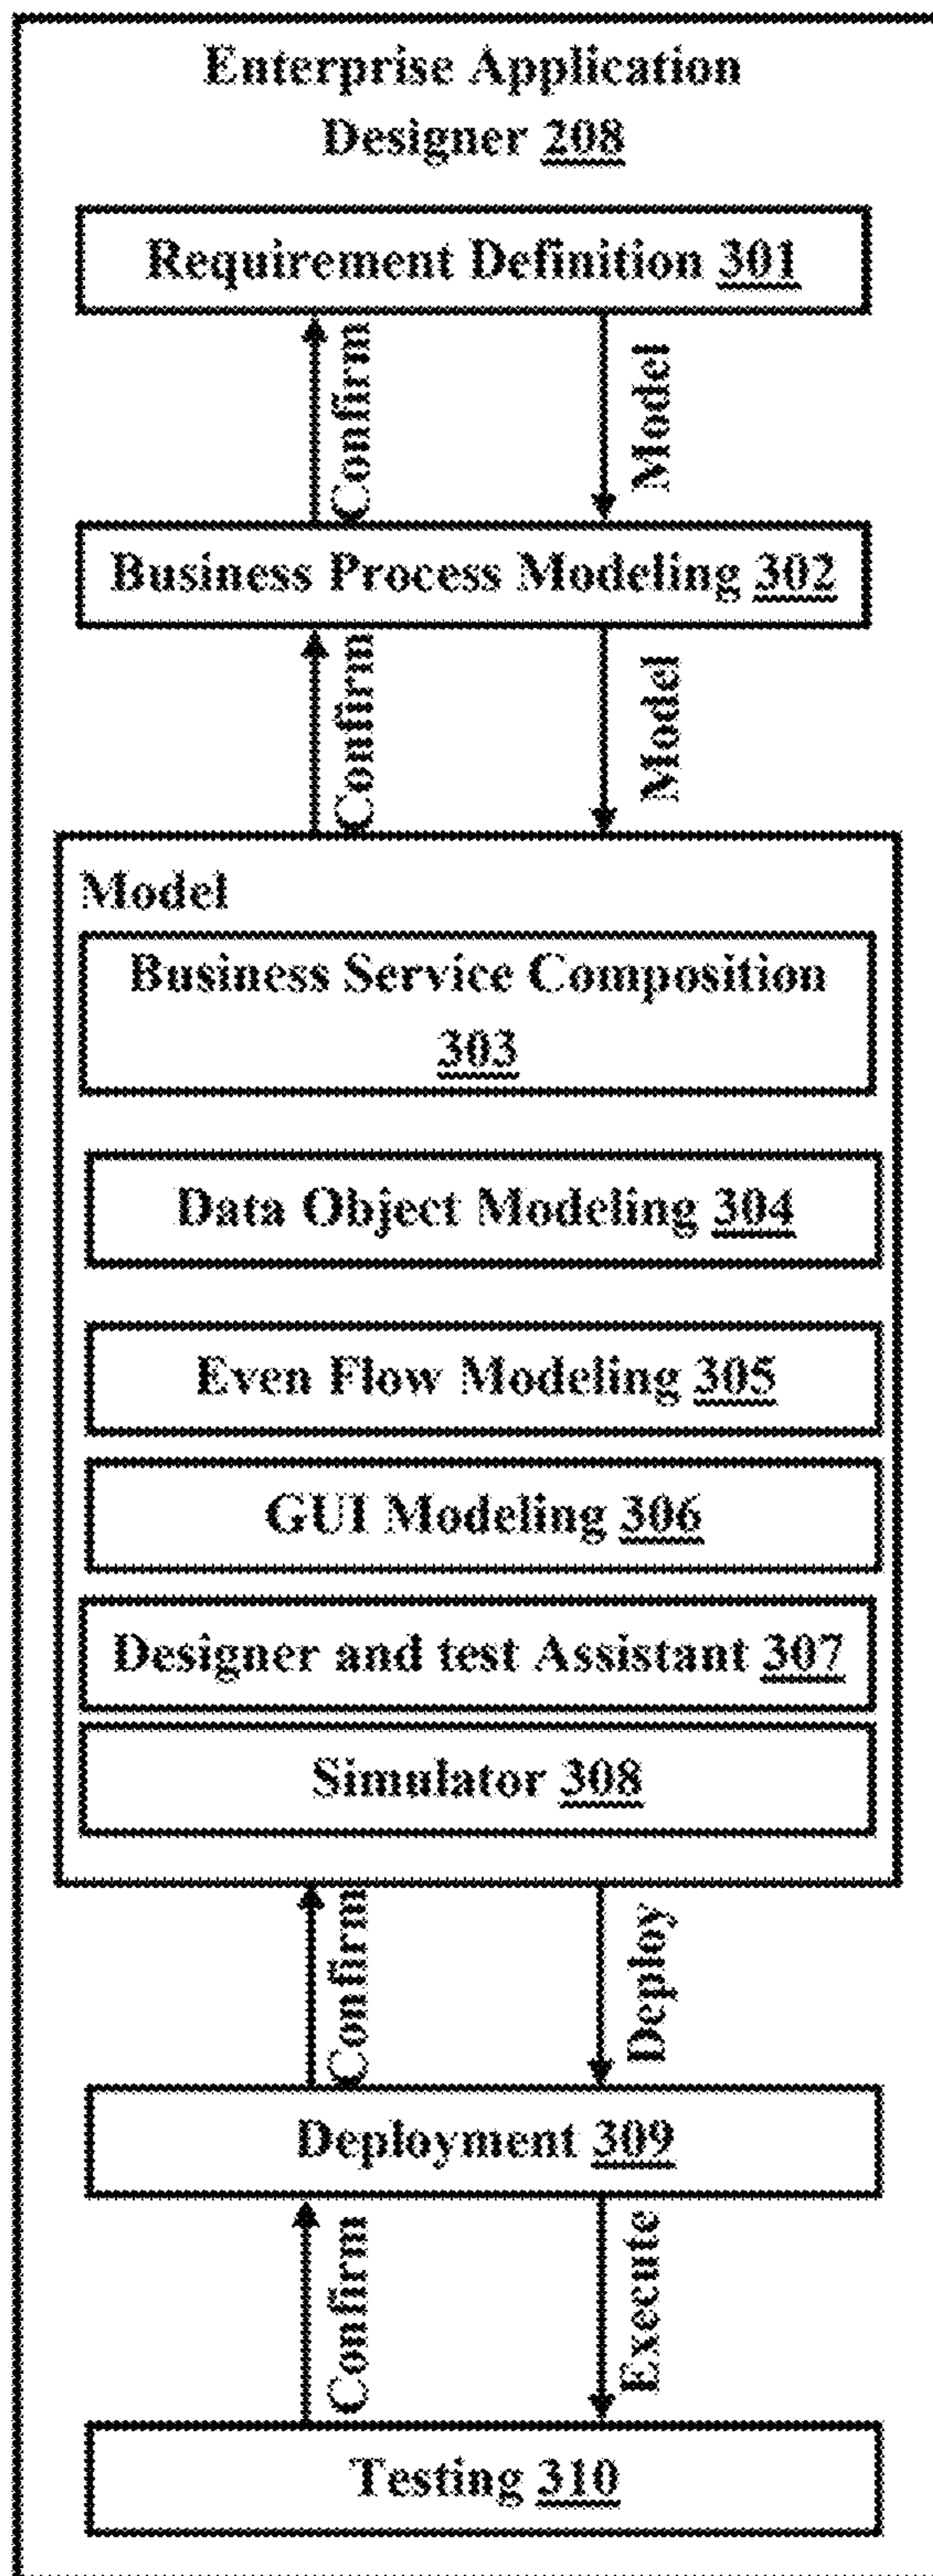 Enterprise Application
Designer 208
Requirement Definition 301
Confirm
Model
Business Process Modeling 302
Confirm
Model
Model
Business Service Composition
303
Data Object Modeling 304
Even Flow Modeling 305
GUI Modeling 306
Designer and test Assistant 307
Simulator 308
Confirm
Deploy
Deployment 309
Confirm
Execute
Testing 310